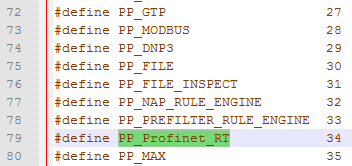 72 #define PP_GTP 27
73 #define PP_MODBUS 28
74 #define PP_DNP3 29
75 #define PP_FILE 30
76 #define PP_FILE_INSPECT 31
77 #define PP_NAP_RULE_ENGINE 32
78 #define PP_PREFILTER_RULE_ENGINE 33
79 #define PP_Profinet_RT 34
80 #define PP_MAX 35